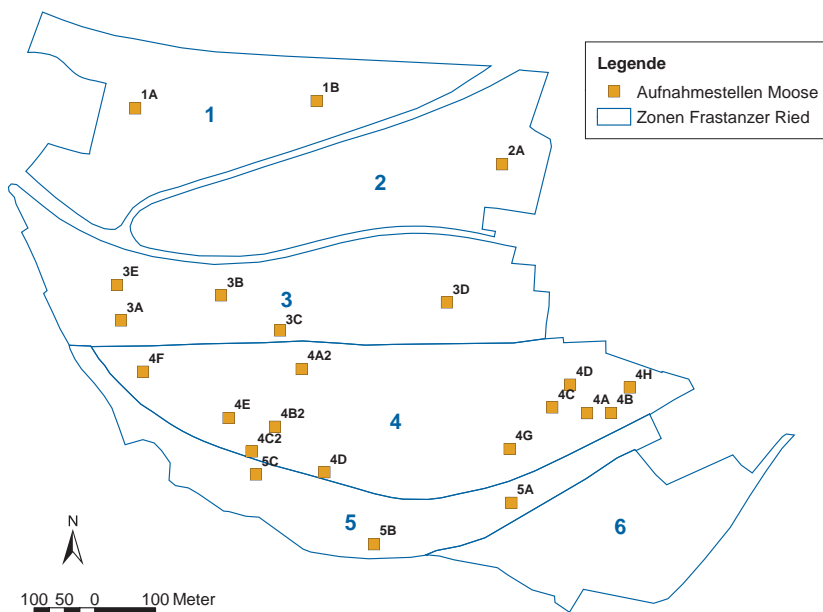 Legende
Aufnahmestellen Moose
Zonen Frastanzer Ried
1A
1B
1
2A
2
3E
3B
3D
3
3A
3C
4F
4A2
4D
4H
4C
4A
4B
4E
4B2
4
4C2
4G
5C
4D
5A
5
5B
6
N
100 50 0 100 Meter